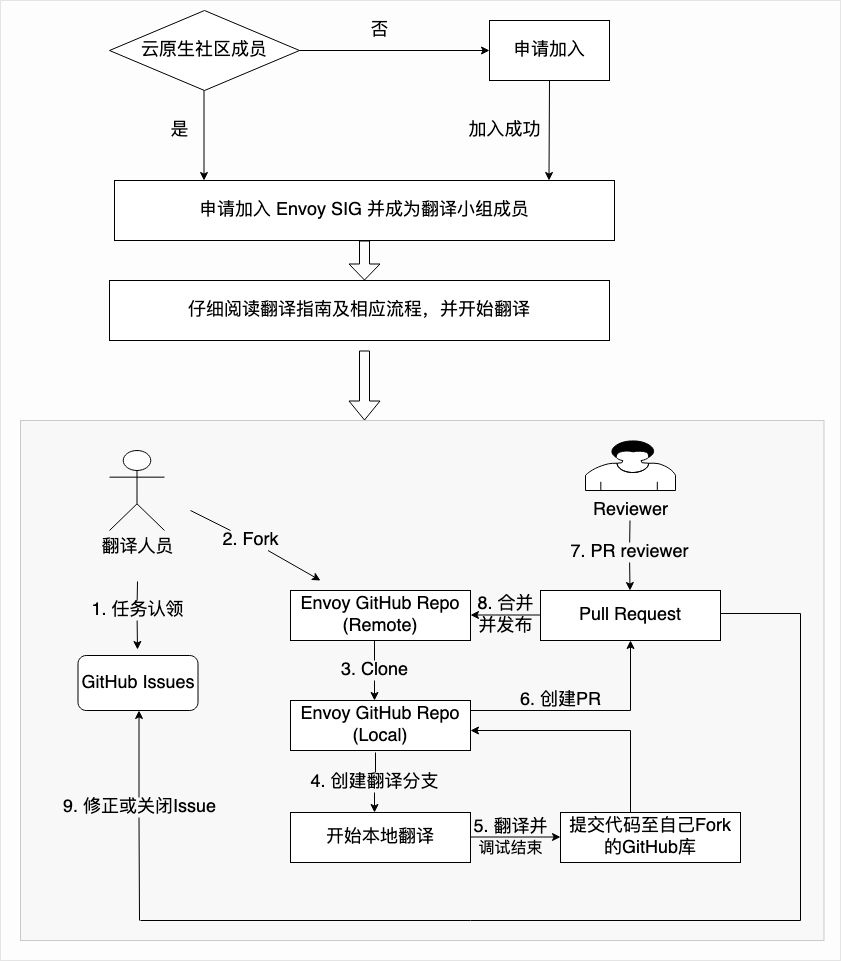 云原生社区成员
否
申请加入
是
加入成功
申请加入 Envoy SIG 并成为翻译小组成员
仔细阅读翻译指南及相应流程，并开始翻译
翻译人员
Reviewer
2. Fork
7. PR reviewer
1. 任务认领
Envoy GitHub Repo
(Remote)
8. 合并
并发布
Pull Request
GitHub Issues
3. Clone
Envoy GitHub Repo
(Local)
6. 创建PR
4. 创建翻译分支
9. 修正或关闭Issue
开始本地翻译
5. 翻译并
调试结束
提交代码至自己Fork
的GitHub库